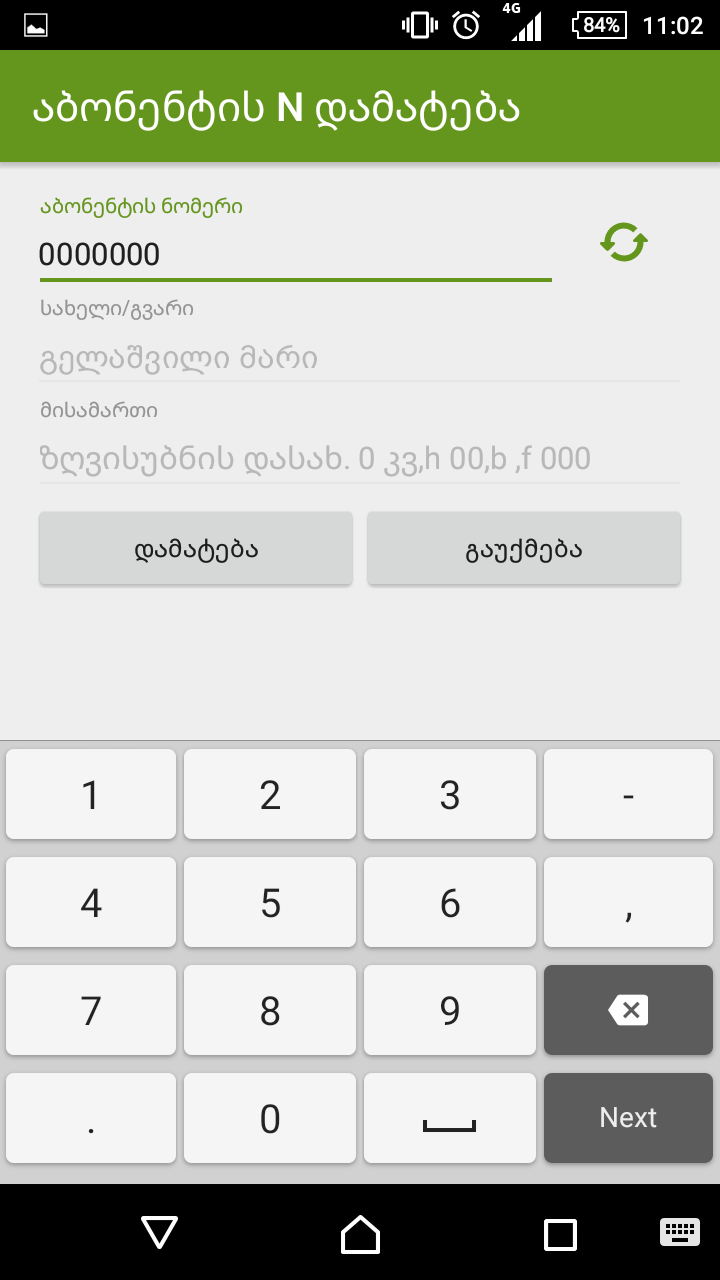 4G 84% 11:02
აბონენტის N დამატება
აბონენტის ნომერი
0000000
სახელი/გვარი
გელაშვილი მარი
მისამართი
ზღვისუბნის დასახ. 0 კვ,h 00,b ,f 000
დამატება გაუქმება
1 2 3 -
4 5 6 ,
7 8 9
. 0 Next